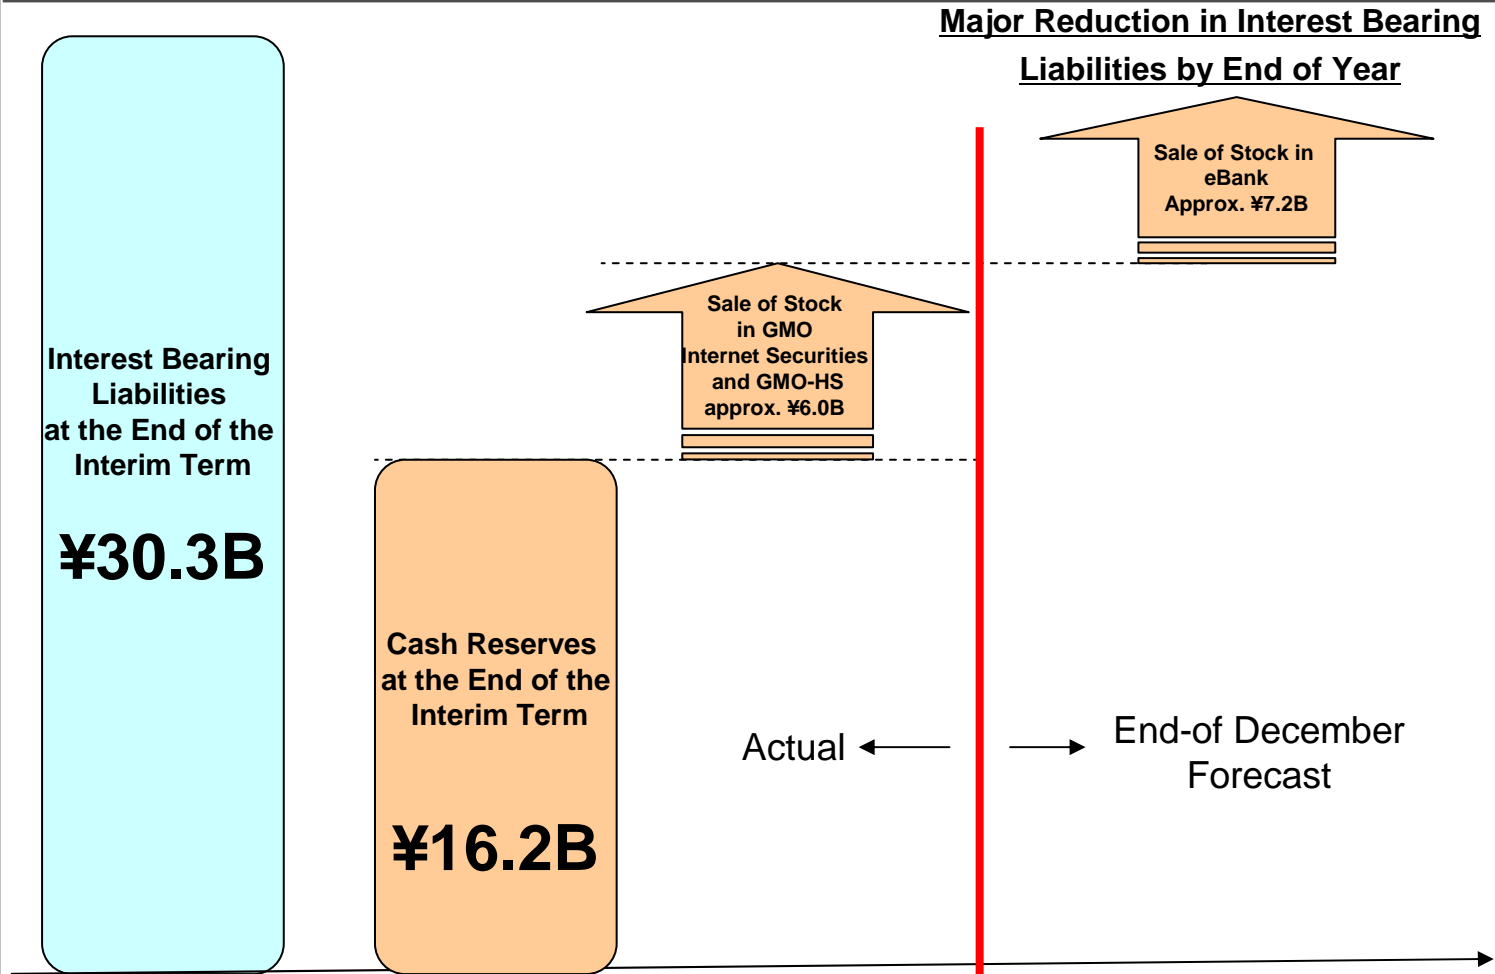 Major Reduction in Interest Bearing
Liabilities by End of Year
Sale of Stock in
eBank
Approx. ¥7.2B
Sale of Stock
in GMO
Internet Securities
and GMO-HS
approx. ¥6.0B
Interest Bearing
Liabilities
at the End of the
Interim Term
¥30.3B
Cash Reserves
at the End of the
Interim Term
¥16.2B
Actual
End-of December
Forecast